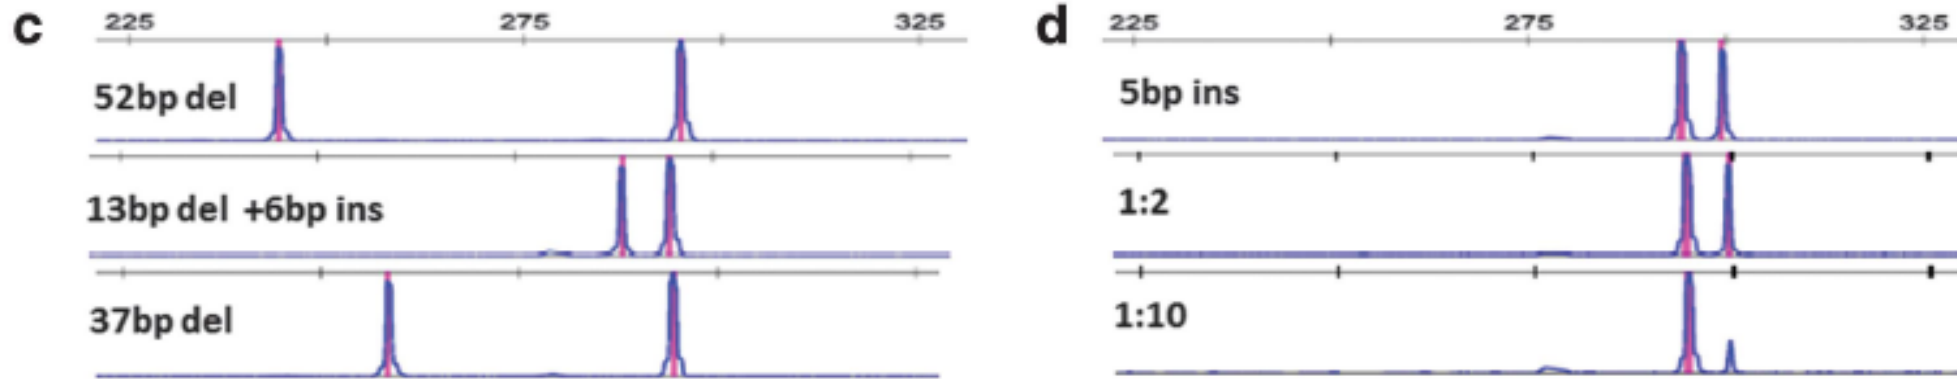 c
225 275 325
52bp del
13bp del +6bp ins
37bp del
d
225 275 325
5bp ins
1:2
1:10